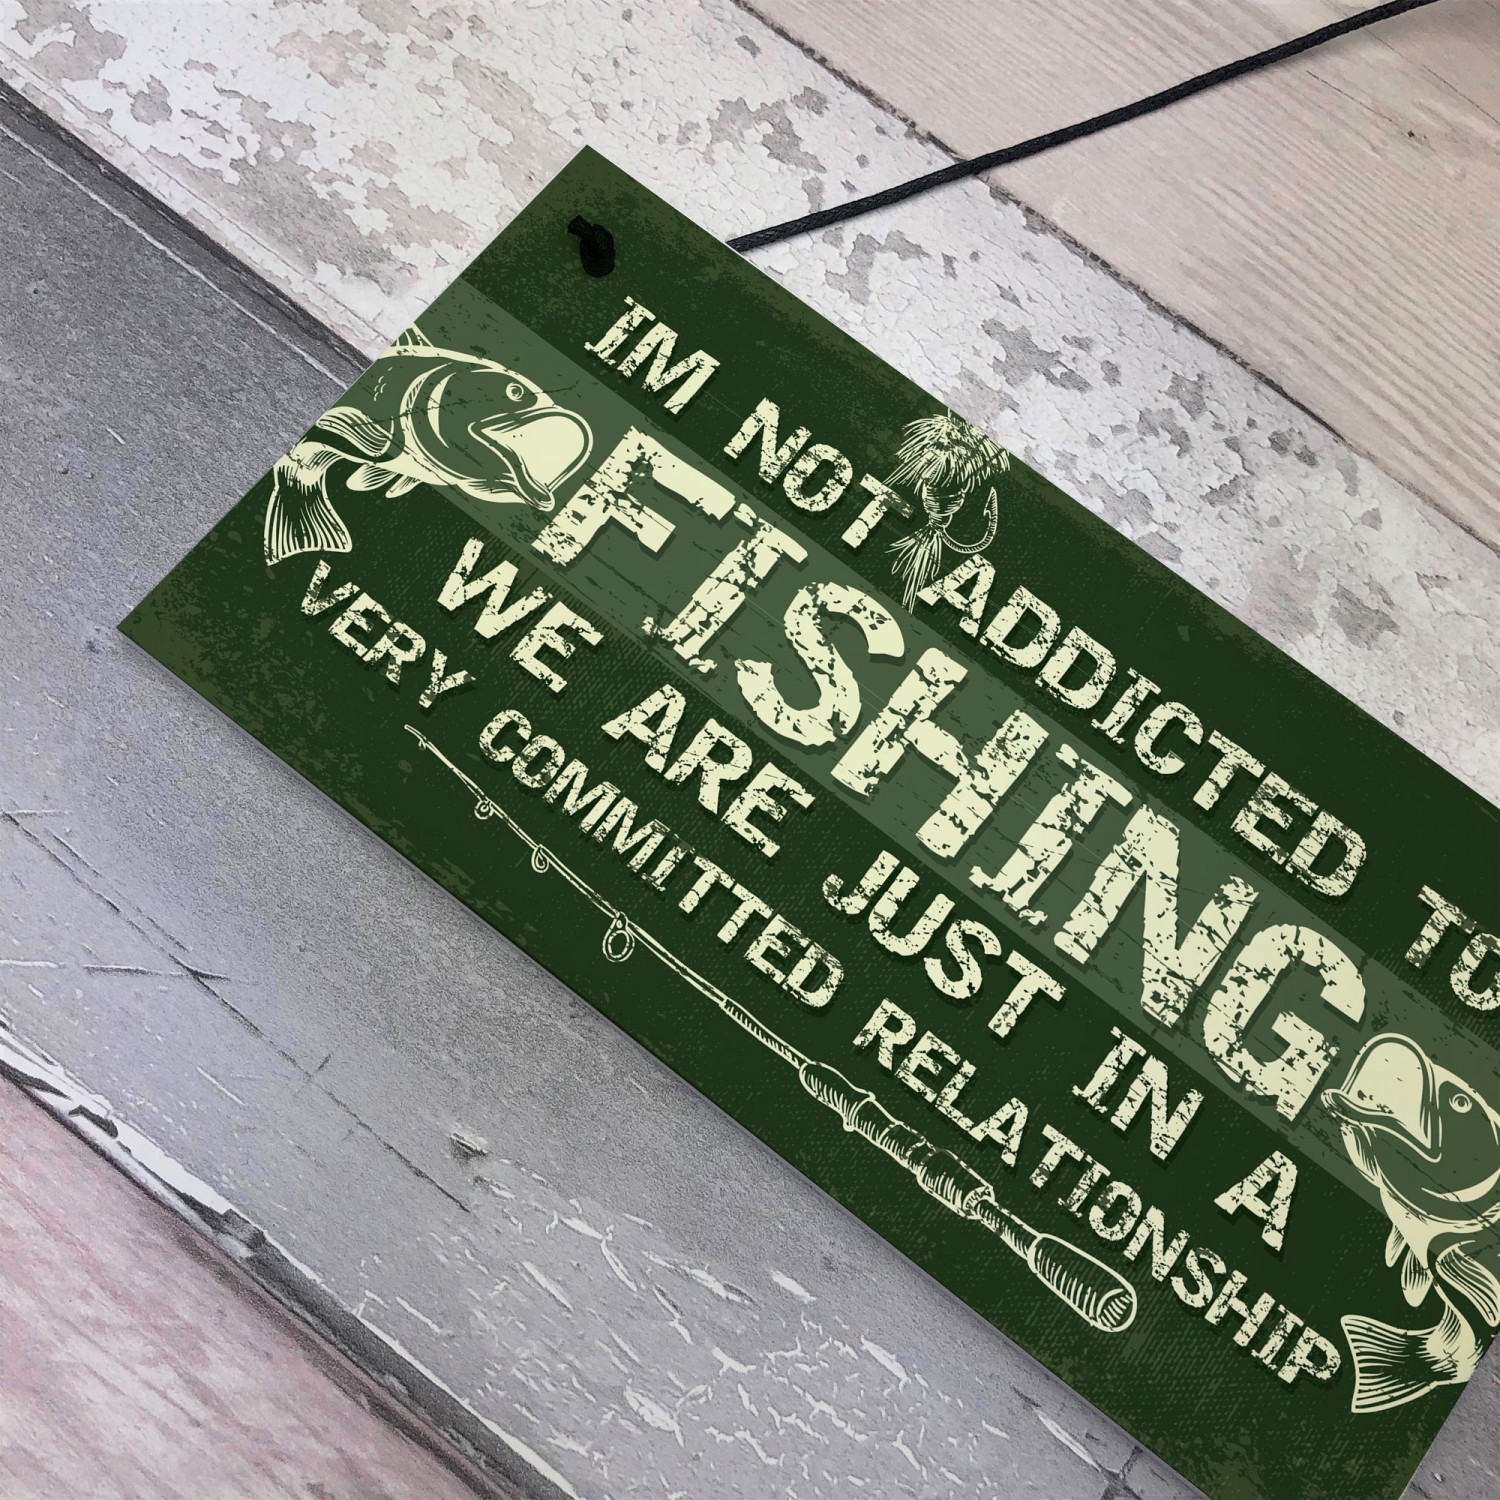 IM NOT ADDICTED TO
FISHING
WE ARE JUST IN A
VERY COMMITTED RELATIONSHIP